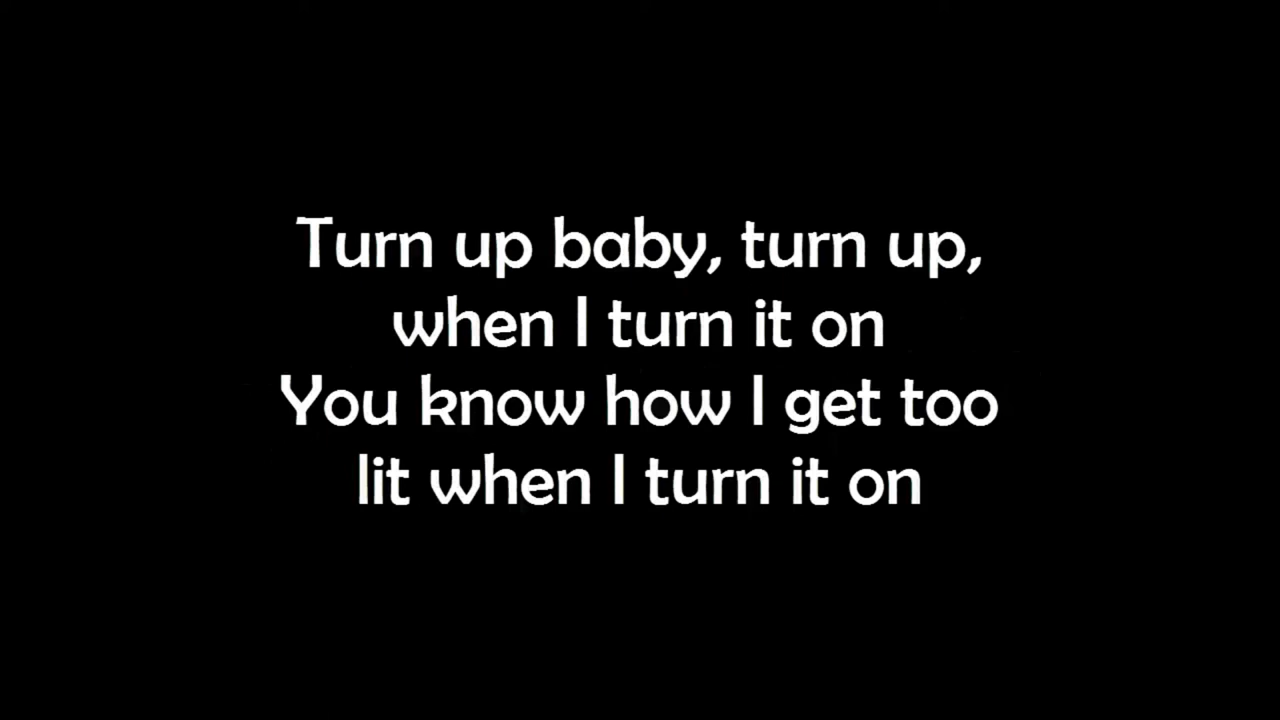 Turn up baby, turn up,
when I turn it on
You know how I get too
lit when I turn it on